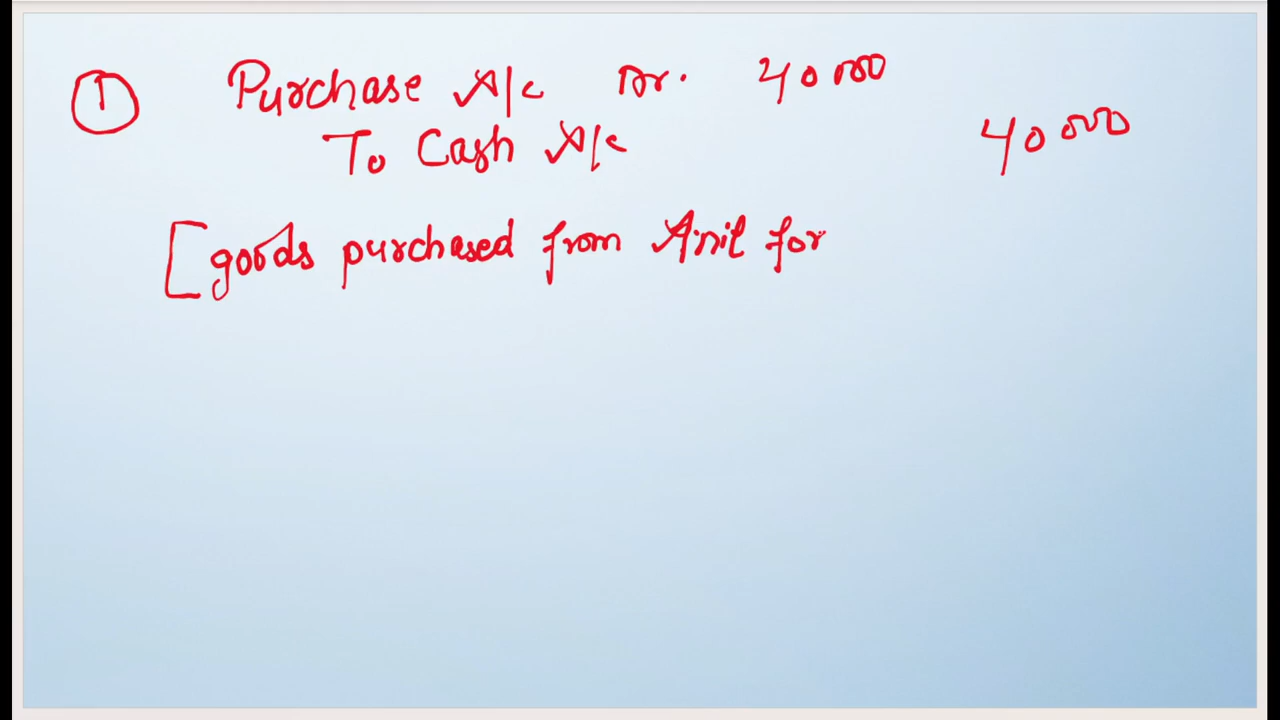 ① Purchase A/c Dr. 40000
To Cash A/c 40000
[goods purchased from Anil for